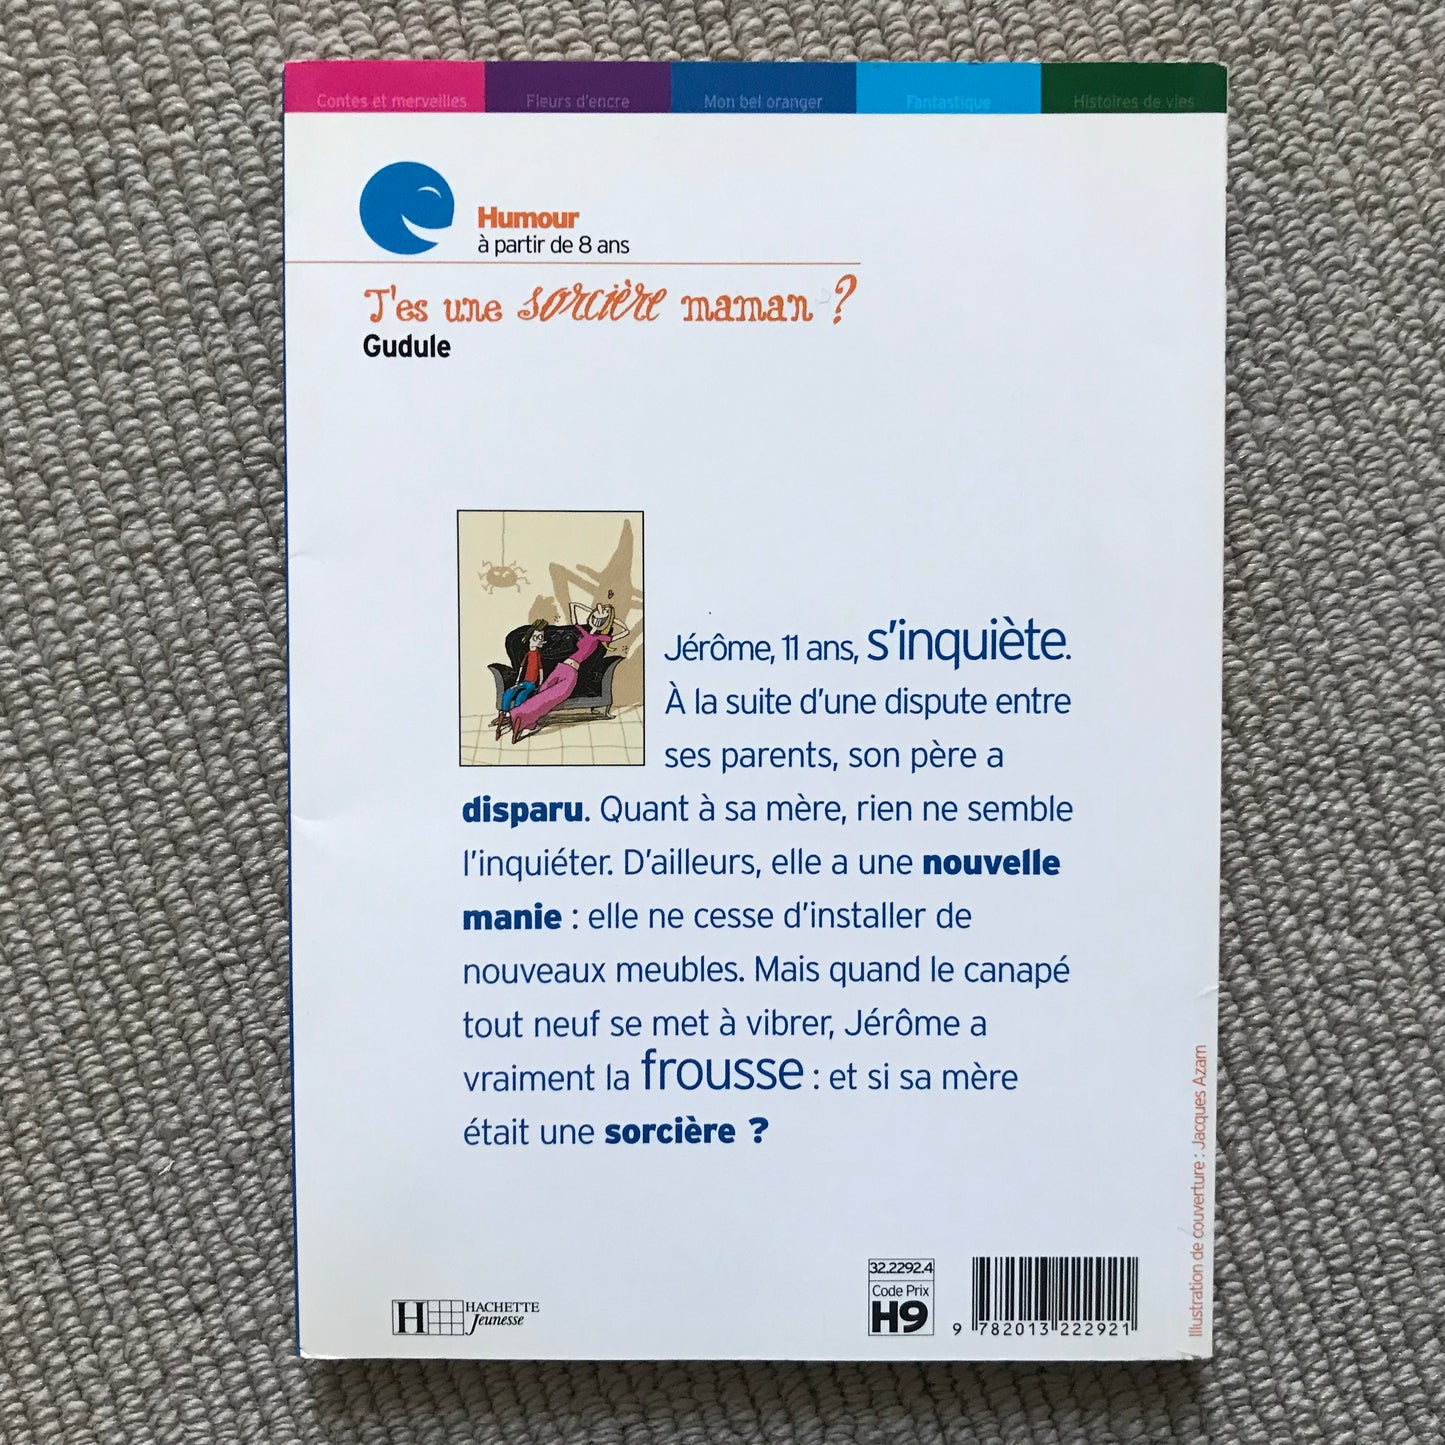 Contes et merveilles Fleurs d'encre Mon bel oranger Fantastique Histoires de vies
Humour
à partir de 8 ans
T'es une sorcière maman ?
Gudule
Jérôme, 11 ans, s'inquiète.
À la suite d'une dispute entre
ses parents, son père a
disparu. Quant à sa mère, rien ne semble
l'inquiéter. D'ailleurs, elle a une nouvelle
manie : elle ne cesse d'installer de
nouveaux meubles. Mais quand le canapé
tout neuf se met à vibrer, Jérôme a
vraiment la frousse : et si sa mère
était une sorcière ?
Illustration de couverture : Jacques Azam
H HACHETTE
Jeunesse
32.2292.4
Code Prix
H9
9 782013 222921